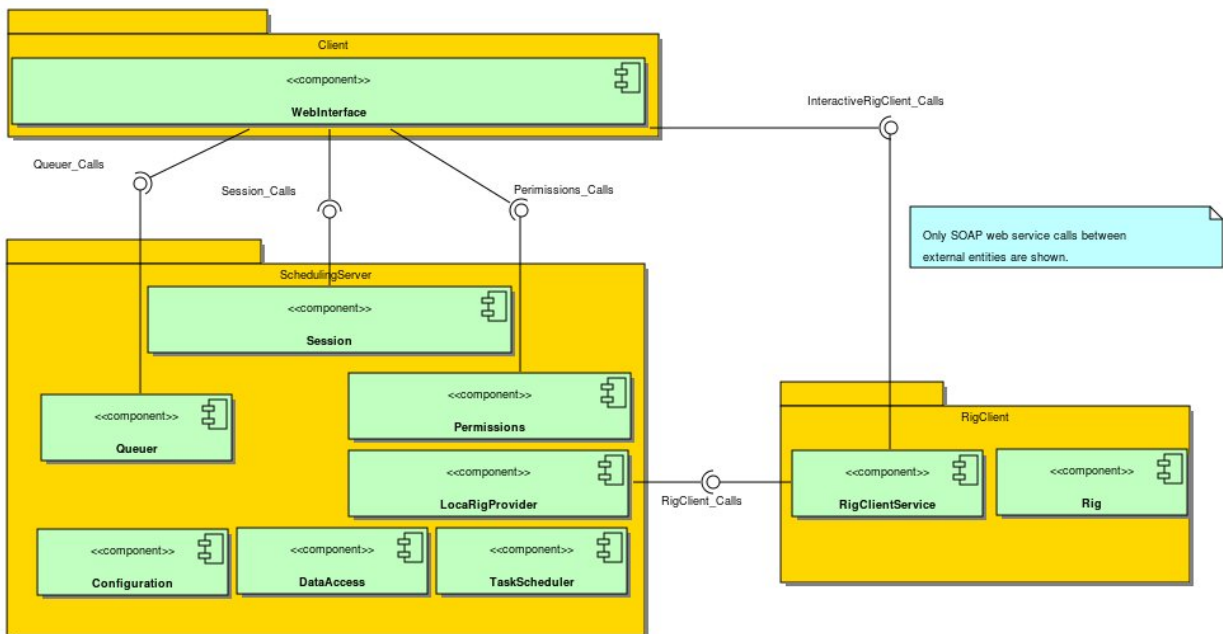 Client
<<component>>
WebInterface
InteractiveRigClient_Calls
Queuer_Calls
Session_Calls
Perimissions_Calls
Only SOAP web service calls between
external entities are shown.
SchedulingServer
<<component>>
Session
<<component>>
Permissions
<<component>>
Queuer
<<component>>
LocaRigProvider
RigClient_Calls
<<component>>
Configuration
<<component>>
DataAccess
<<component>>
TaskScheduler
RigClient
<<component>>
RigClientService
<<component>>
Rig